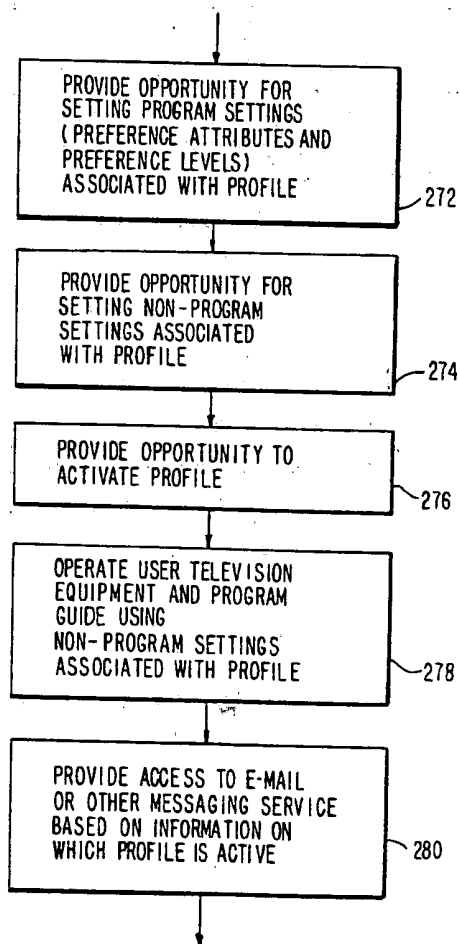 PROVIDE OPPORTUNITY FOR
SETTING PROGRAM SETTINGS
(PREFERENCE ATTRIBUTES AND
PREFERENCE LEVELS)
ASSOCIATED WITH PROFILE
272
PROVIDE OPPORTUNITY FOR
SETTING NON-PROGRAM
SETTINGS ASSOCIATED
WITH PROFILE
274
PROVIDE OPPORTUNITY TO
ACTIVATE PROFILE
276
OPERATE USER TELEVISION
EQUIPMENT AND PROGRAM
GUIDE USING
NON-PROGRAM SETTINGS
ASSOCIATED WITH PROFILE
278
PROVIDE ACCESS TO E-MAIL
OR OTHER MESSAGING SERVICE
BASED ON INFORMATION ON
WHICH PROFILE IS ACTIVE
280